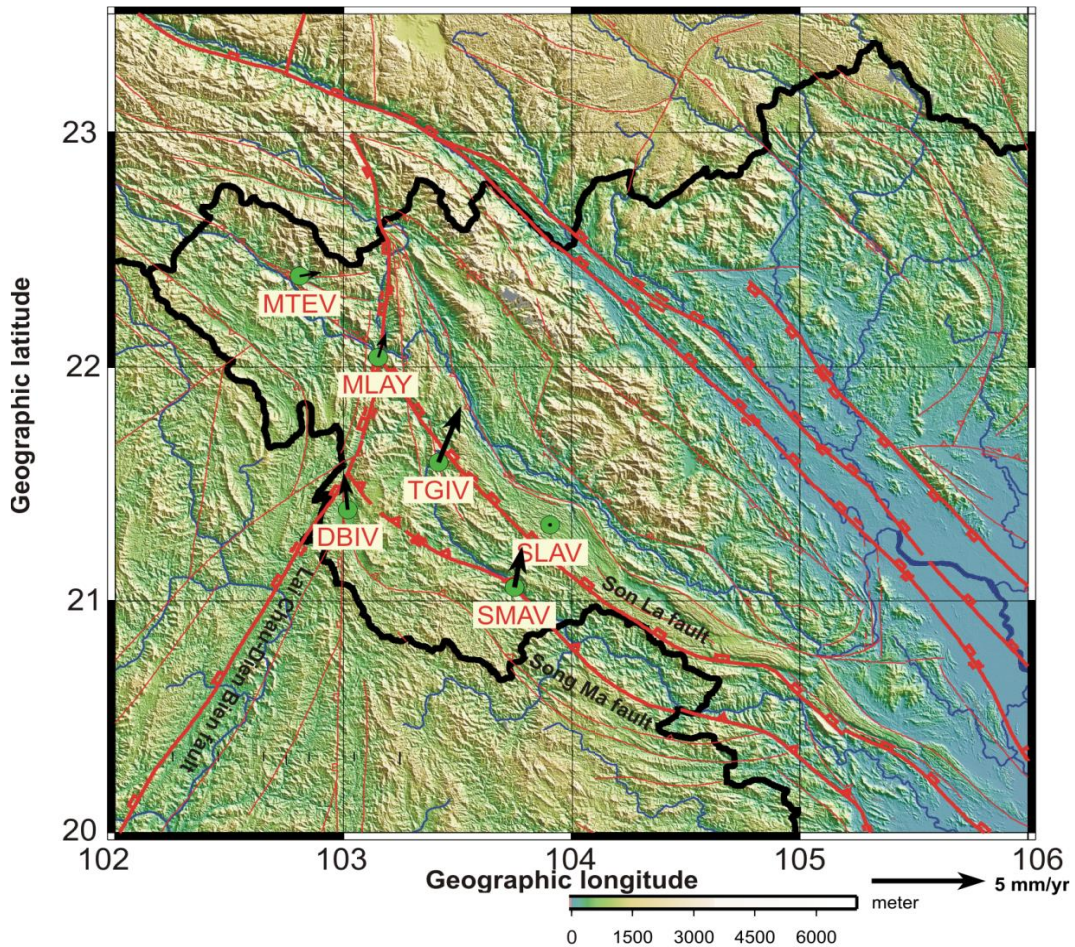 23
22
21
20
102
103
104
105
106
Geographic latitude
Geographic longitude
MTEV
MLAY
TGIV
DBIV
SLAV
SMAV
Son La fault
Song Ma fault
Lai Chau-Dien Bien fault
5 mm/yr
meter
0 1500 3000 4500 6000